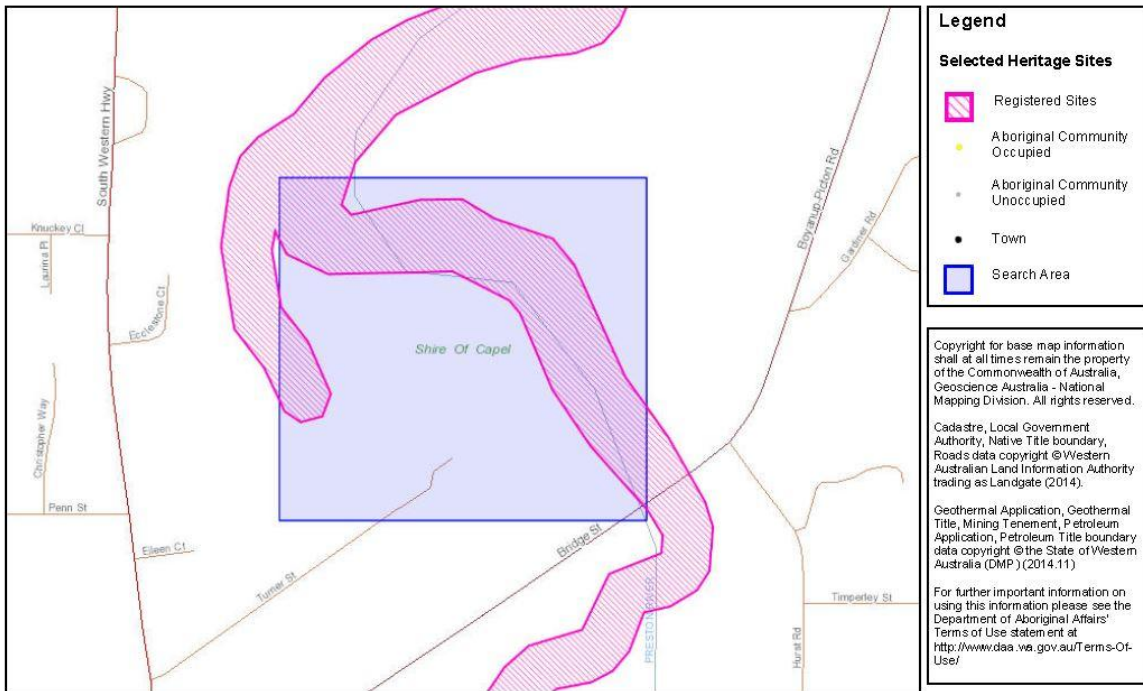 South Western Hwy
Knuckey Cl
Laurina Pl
Ecclestone Ct
Christopher Way
Penn St
Eileen Ct
Turner St
Shire Of Capel
Bridge St
PRESTON RIVER
Boyanup-Picton Rd
Gardiner Rd
Timperley St
Hurst Rd
Legend
Selected Heritage Sites
Registered Sites
Aboriginal Community
Occupied
Aboriginal Community
Unoccupied
Town
Search Area
Copyright for base map information
shall at all times remain the property
of the Commonwealth of Australia,
Geoscience Australia - National
Mapping Division. All rights reserved.
Cadastre, Local Government
Authority, Native Title boundary,
Roads data copyright © Western
Australian Land Information Authority
trading as Landgate (2014).
Geothermal Application, Geothermal
Title, Mining Tenement, Petroleum
Application, Petroleum Title boundary
data copyright © the State of Western
Australia (DMP) (2014.11)
For further important information on
using this information please see the
Department of Aboriginal Affairs'
Terms of Use statement at
http://www.daa.wa.gov.au/Terms-Of-
Use/